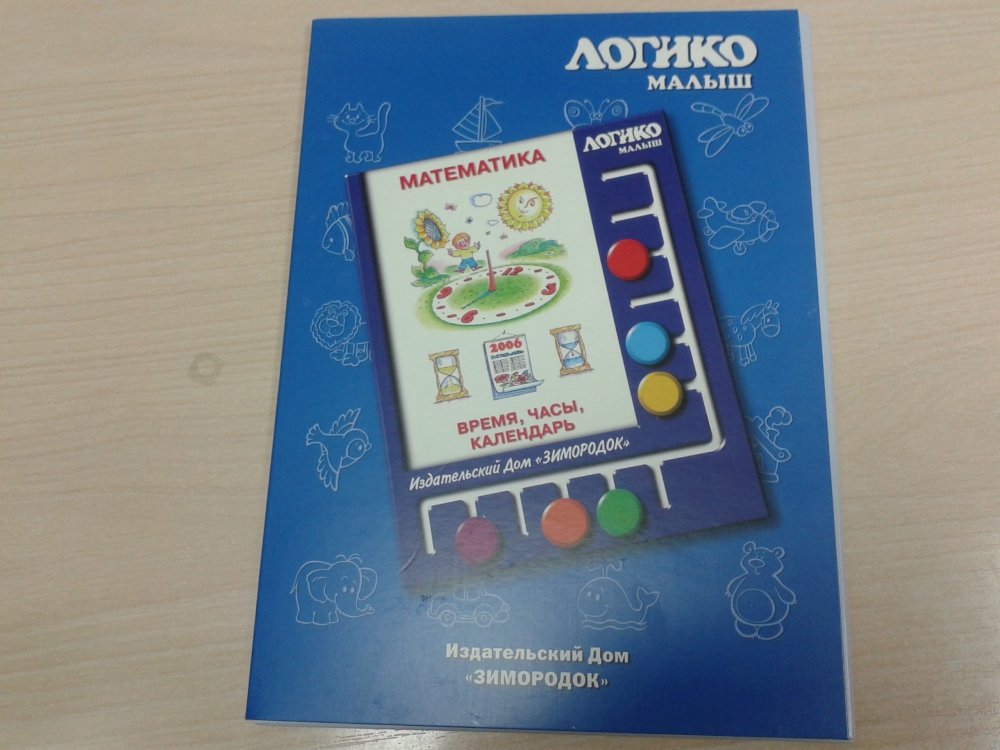 ЛОГИКО
МАЛЫШ
ЛОГИКО
МАЛЫШ
МАТЕМАТИКА
2006
ВРЕМЯ, ЧАСЫ,
КАЛЕНДАРЬ
Издательский Дом «ЗИМОРОДОК»
Издательский Дом
«ЗИМОРОДОК»